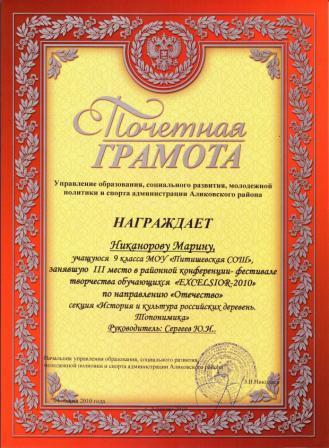 Почетная
ГРАМОТА
Управление образования, социального развития, молодежной
политики и спорта администрации Аликовского района
НАГРАЖДАЕТ
Никанорову Марину,
учащуюся 9 класса МОУ «Питишевская СОШ»,
занявшую III место в районной конференции- фестивале
творчества обучающихся «EXCELSIOR-2010»
по направлению «Отечество»
секция «История и культура российских деревень.
Топонимика»
Руководитель: Сергеев Ю.Н..
Начальник управления образования, социального развития,
молодежной политики и спорта администрации Аликовского района
2010 года